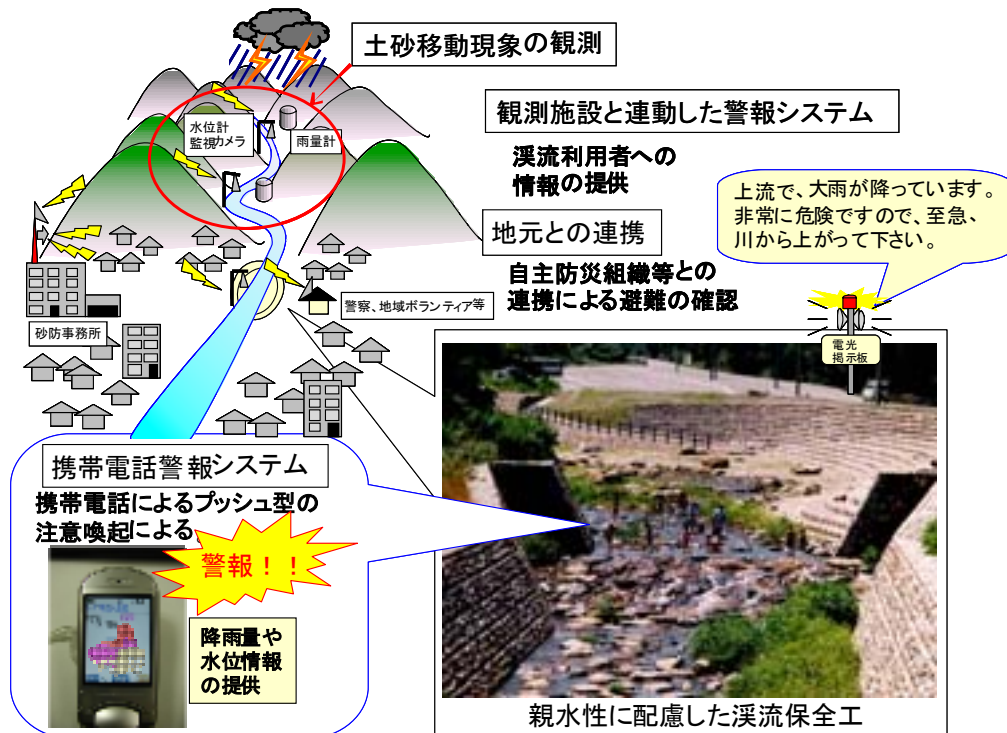 土砂移動現象の観測
水位計
監視カメラ
雨量計
観測施設と連動した警報システム
渓流利用者への
情報の提供
上流で、大雨が降っています。
非常に危険ですので、至急、
川から上がって下さい。
地元との連携
自主防災組織等との
連携による避難の確認
警察、地域ボランティア等
砂防事務所
電光
掲示板
携帯電話警報システム
携帯電話によるプッシュ型の
注意喚起による
警報！！
降雨量や
水位情報
の提供
親水性に配慮した渓流保全工